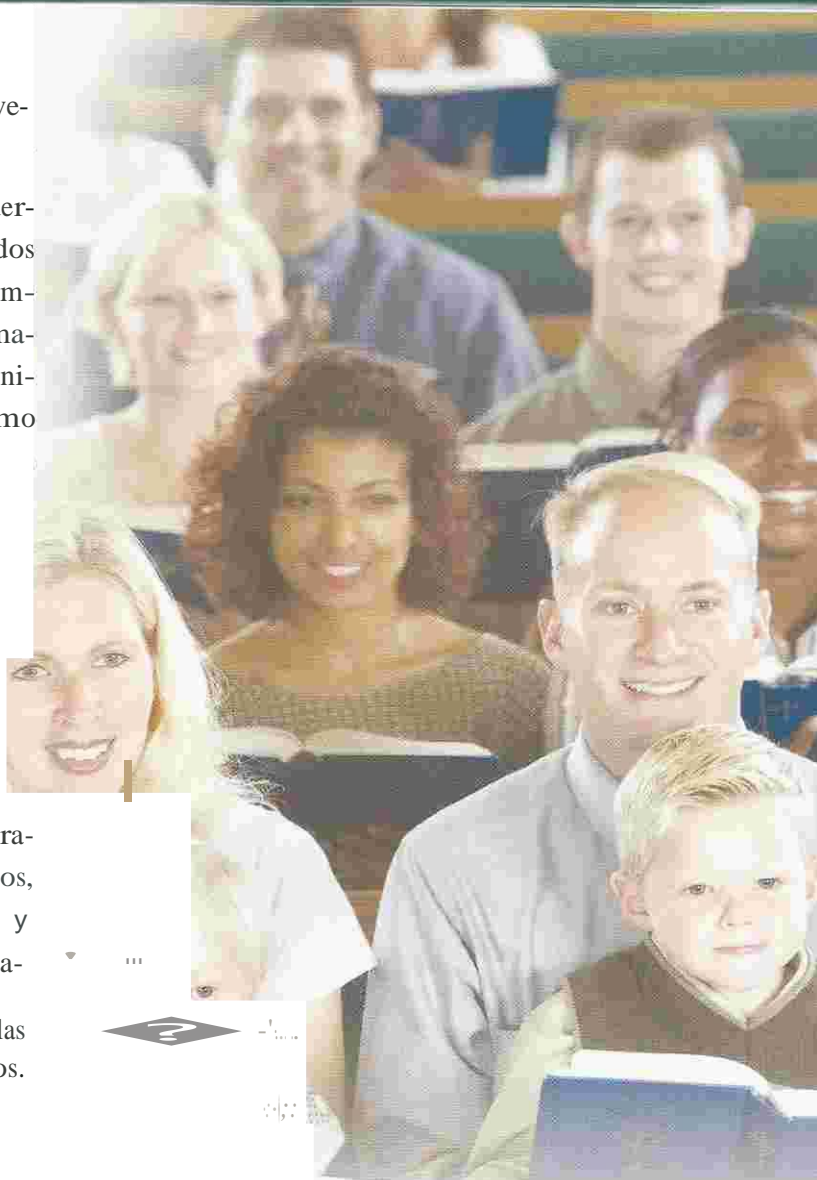 ve-
er-
dos
m-
na-
ni-
mo
ra-
os,
y
a-
las
os.
?